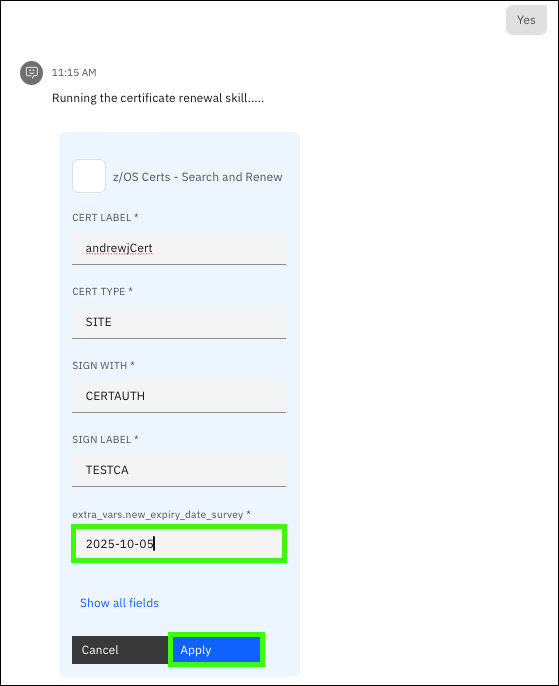 Yes
11:15 AM
Running the certificate renewal skill.....
z/OS Certs - Search and Renew
CERT LABEL *
andrewjCert
CERT TYPE *
SITE
SIGN WITH *
CERTAUTH
SIGN LABEL *
TESTCA
extra_vars.new_expiry_date_survey *
2025-10-05
Show all fields
Cancel
Apply